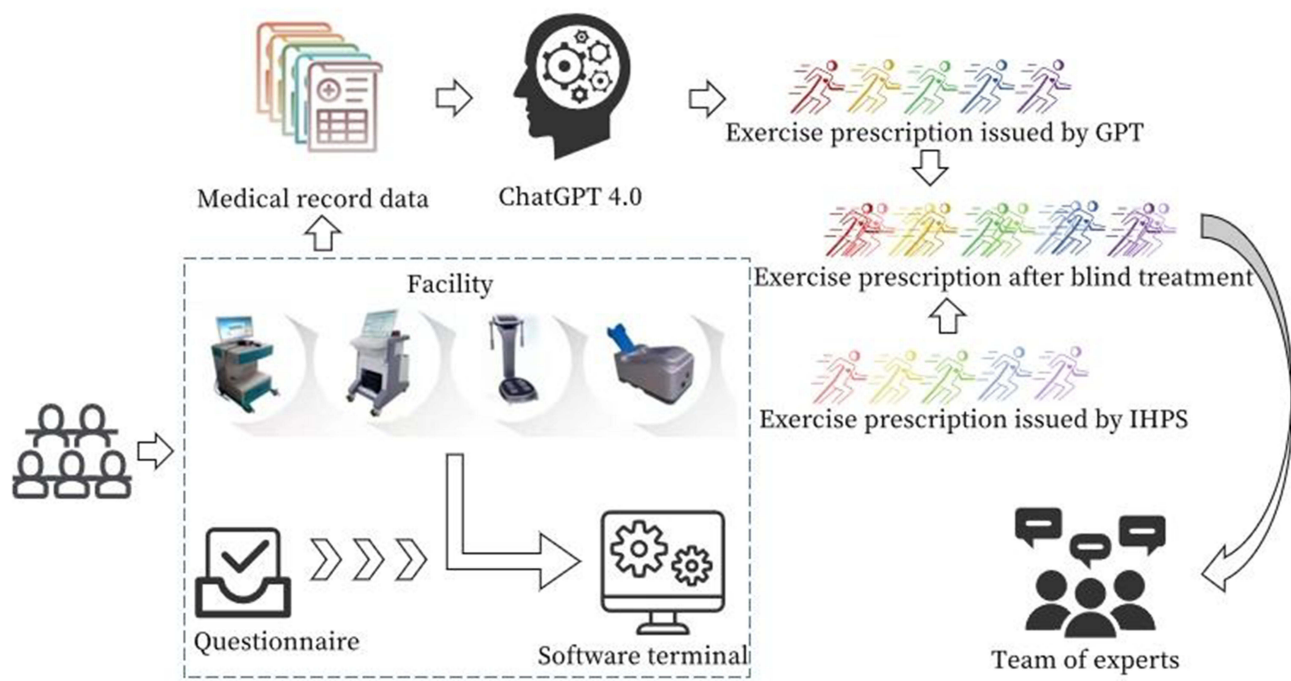 Medical record data
ChatGPT 4.0
Exercise prescription issued by GPT
Exercise prescription after blind treatment
Exercise prescription issued by IHPS
Facility
Questionnaire
Software terminal
Team of experts